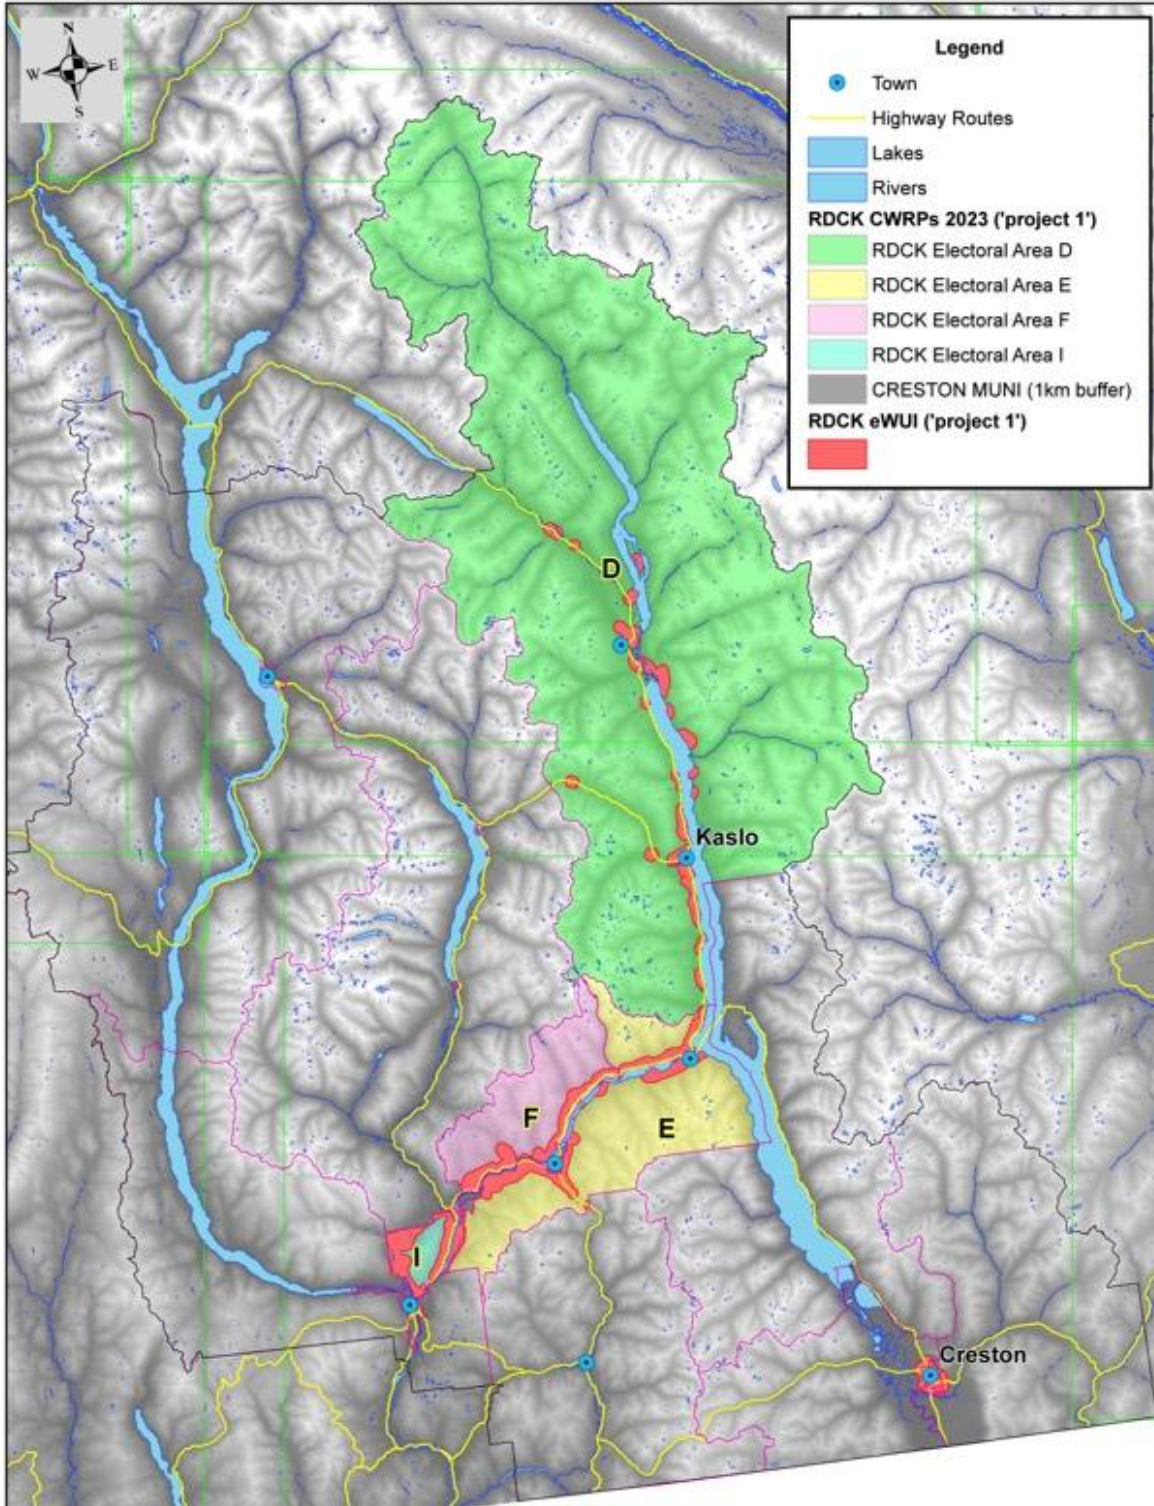 N
W E
S
Legend
Town
Highway Routes
Lakes
Rivers
RDCK CWRPs 2023 ('project 1')
RDCK Electoral Area D
RDCK Electoral Area E
RDCK Electoral Area F
RDCK Electoral Area I
CRESTON MUNI (1km buffer)
RDCK eWUI ('project 1')
D
Kaslo
F
E
I
Creston